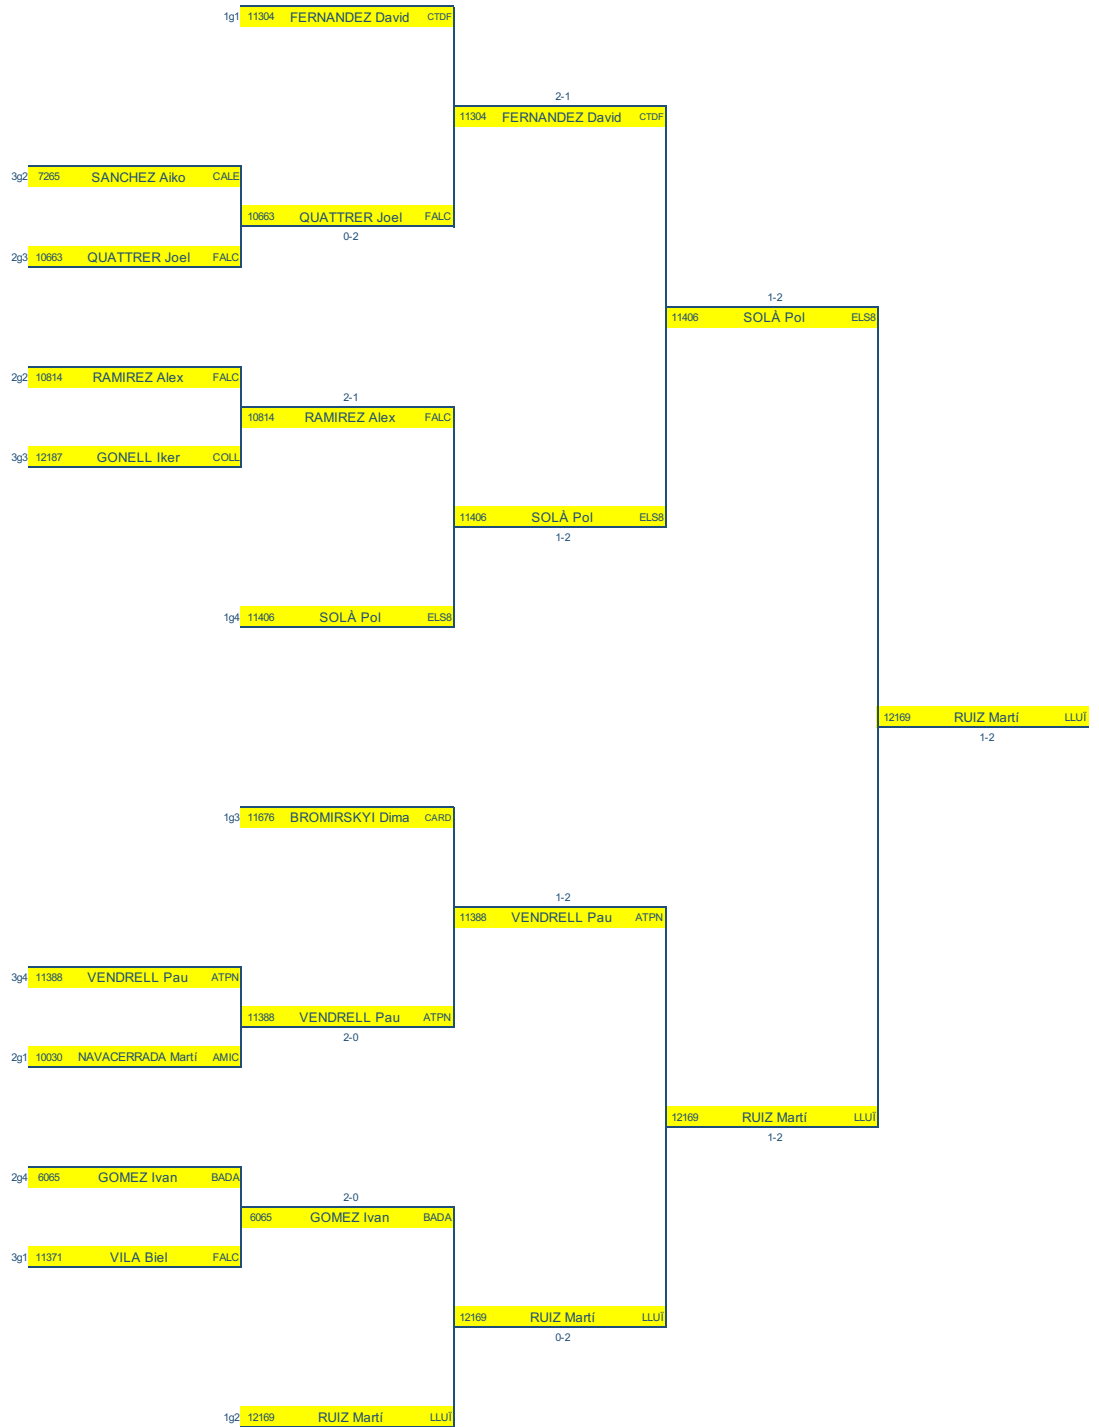 1g1 11304 FERNANDEZ David CTDF
2-1
11304 FERNANDEZ David CTDF
3g2 7265 SANCHEZ Aiko CALE
10663 QUATTRER Joel FALC
0-2
2g3 10663 QUATTRER Joel FALC
1-2
11406 SOLÀ Pol ELS8
2g2 10814 RAMIREZ Alex FALC
2-1
10814 RAMIREZ Alex FALC
3g3 12187 GONELL Iker COLL
11406 SOLÀ Pol ELS8
1-2
1g4 11406 SOLÀ Pol ELS8
12169 RUIZ Martí LLUÏ
1-2
1g3 11676 BROMIRSKYI Dima CARD
1-2
11388 VENDRELL Pau ATPN
3g4 11388 VENDRELL Pau ATPN
11388 VENDRELL Pau ATPN
2-0
2g1 10030 NAVACERRADA Martí AMIC
12169 RUIZ Martí LLUÏ
1-2
2g4 6065 GOMEZ Ivan BADA
2-0
6065 GOMEZ Ivan BADA
3g1 11371 VILA Biel FALC
12169 RUIZ Martí LLUÏ
0-2
1g2 12169 RUIZ Martí LLUÏ